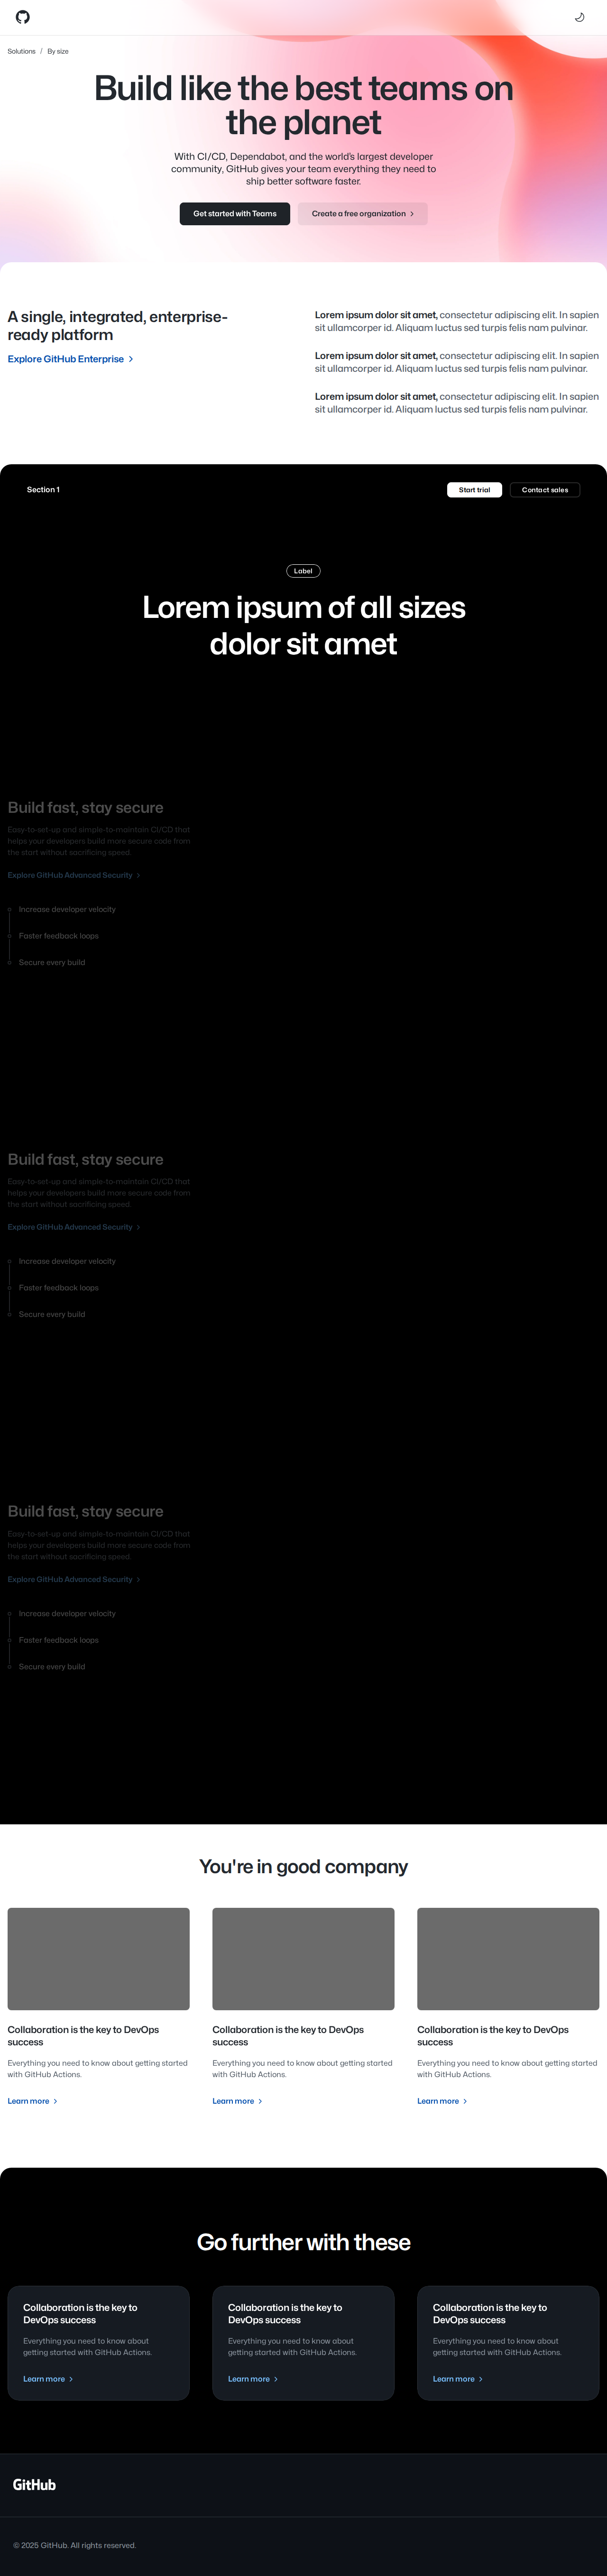 Solutions / By size
Build like the best teams on
the planet
With CI/CD, Dependabot, and the world's largest developer
community, GitHub gives your team everything they need to
ship better software faster.
Get started with Teams
Create a free organization
A single, integrated, enterprise-
ready platform
Explore GitHub Enterprise
Lorem ipsum dolor sit amet, consectetur adipiscing elit. In sapien
sit ullamcorper id. Aliquam luctus sed turpis felis nam pulvinar.
Lorem ipsum dolor sit amet, consectetur adipiscing elit. In sapien
sit ullamcorper id. Aliquam luctus sed turpis felis nam pulvinar.
Lorem ipsum dolor sit amet, consectetur adipiscing elit. In sapien
sit ullamcorper id. Aliquam luctus sed turpis felis nam pulvinar.
Section 1
Start trial
Contact sales
Label
Lorem ipsum of all sizes
dolor sit amet
Build fast, stay secure
Easy-to-set-up and simple-to-maintain CI/CD that
helps your developers build more secure code from
the start without sacrificing speed.
Explore GitHub Advanced Security
Increase developer velocity
Faster feedback loops
Secure every build
Build fast, stay secure
Easy-to-set-up and simple-to-maintain CI/CD that
helps your developers build more secure code from
the start without sacrificing speed.
Explore GitHub Advanced Security
Increase developer velocity
Faster feedback loops
Secure every build
Build fast, stay secure
Easy-to-set-up and simple-to-maintain CI/CD that
helps your developers build more secure code from
the start without sacrificing speed.
Explore GitHub Advanced Security
Increase developer velocity
Faster feedback loops
Secure every build
You're in good company
Collaboration is the key to DevOps
success
Everything you need to know about getting started
with GitHub Actions.
Learn more
Collaboration is the key to DevOps
success
Everything you need to know about getting started
with GitHub Actions.
Learn more
Collaboration is the key to DevOps
success
Everything you need to know about getting started
with GitHub Actions.
Learn more
Go further with these
Collaboration is the key to
DevOps success
Everything you need to know about
getting started with GitHub Actions.
Learn more
Collaboration is the key to
DevOps success
Everything you need to know about
getting started with GitHub Actions.
Learn more
Collaboration is the key to
DevOps success
Everything you need to know about
getting started with GitHub Actions.
Learn more
GitHub
© 2025 GitHub. All rights reserved.